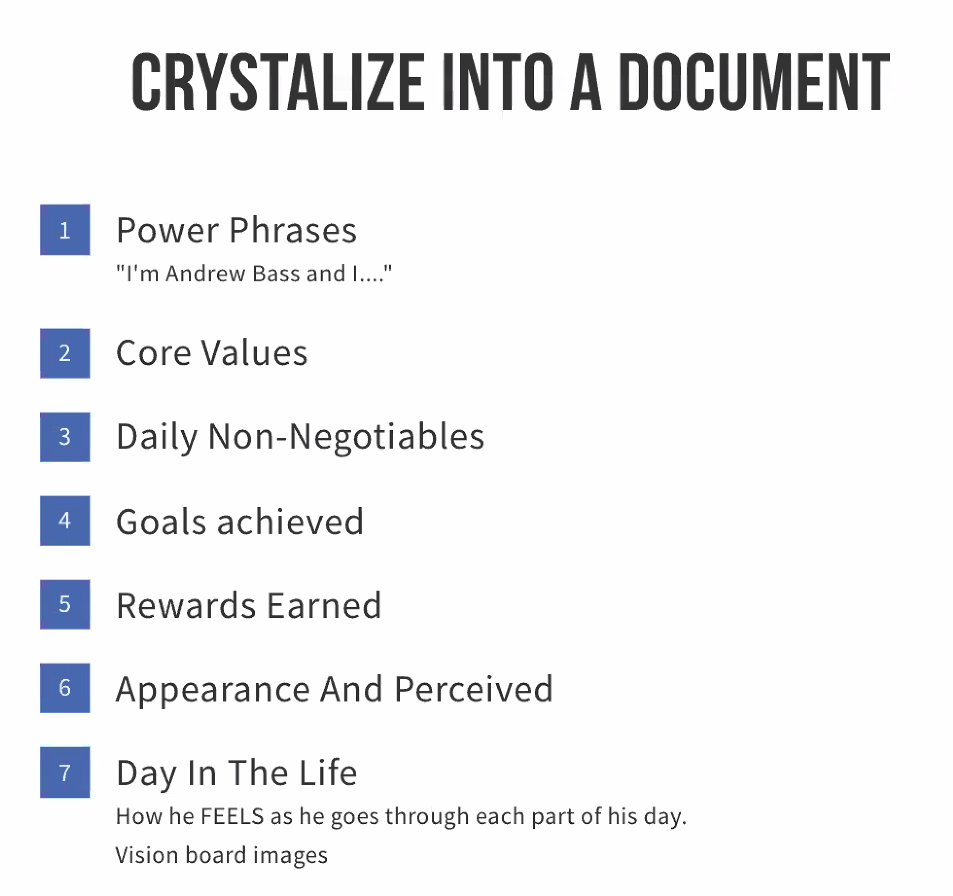 CRYSTALIZE INTO A DOCUMENT
1 Power Phrases
"I'm Andrew Bass and I...."
2 Core Values
3 Daily Non-Negotiables
4 Goals achieved
5 Rewards Earned
6 Appearance And Perceived
7 Day In The Life
How he FEELS as he goes through each part of his day.
Vision board images